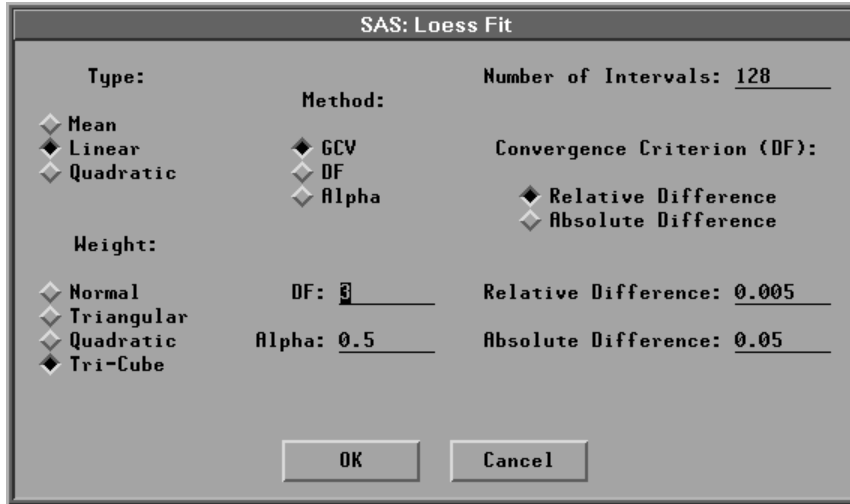 SAS: Loess Fit
Type:
Mean
Linear
Quadratic
Method:
GCV
DF
Alpha
Number of Intervals: 128
Convergence Criterion (DF):
Relative Difference
Absolute Difference
Weight:
Normal
Triangular
Quadratic
Tri-Cube
DF: 3
Alpha: 0.5
Relative Difference: 0.005
Absolute Difference: 0.05
OK
Cancel